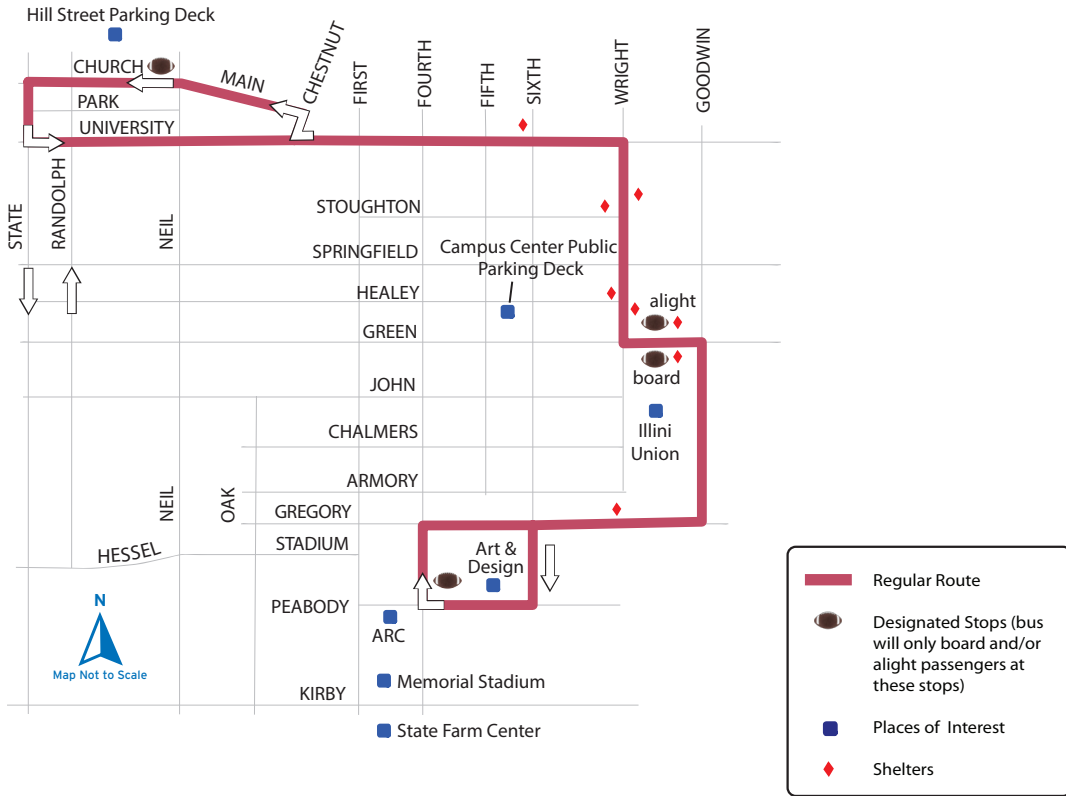 Hill Street Parking Deck
CHURCH
MAIN
CHESTNUT
FIRST
FOURTH
FIFTH
SIXTH
WRIGHT
GOODWIN
PARK
UNIVERSITY
STATE
RANDOLPH
NEIL
STOUGHTON
SPRINGFIELD
Campus Center Public
Parking Deck
HEALEY
alight
GREEN
board
JOHN
Illini
Union
CHALMERS
ARMORY
NEIL
OAK
GREGORY
STADIUM
HESSEL
Art &
Design
PEABODY
ARC
N
Map Not to Scale
Memorial Stadium
KIRBY
State Farm Center
Regular Route
Designated Stops (bus
will only board and/or
alight passengers at
these stops)
Places of Interest
Shelters